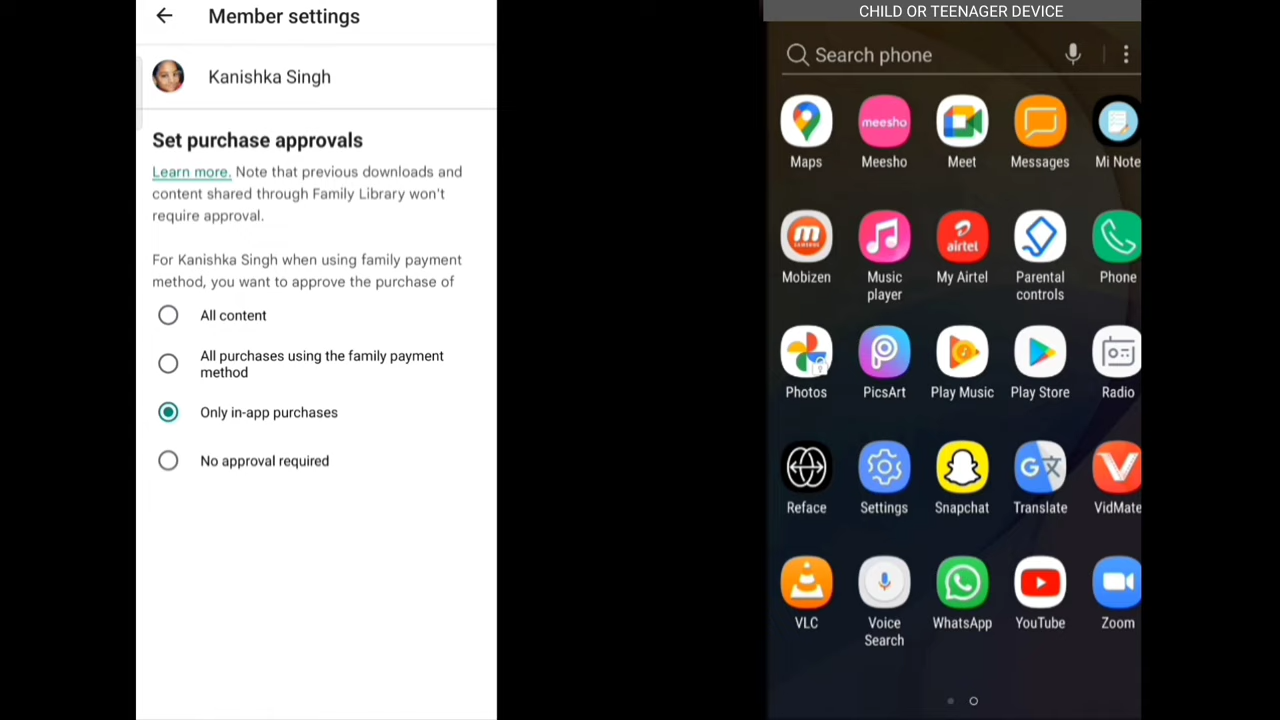 Member settings
Kanishka Singh
Set purchase approvals
Learn more. Note that previous downloads and
content shared through Family Library won't
require approval.
For Kanishka Singh when using family payment
method, you want to approve the purchase of
All content
All purchases using the family payment
method
Only in-app purchases
No approval required
CHILD OR TEENAGER DEVICE
Search phone
meesho
Maps Meesho Meet Messages Mi Note
m
airtel
Mobizen Music player My Airtel Parental controls Phone
Photos PicsArt Play Music Play Store Radio
Reface Settings Snapchat Translate VidMate
VLC Voice Search WhatsApp YouTube Zoom